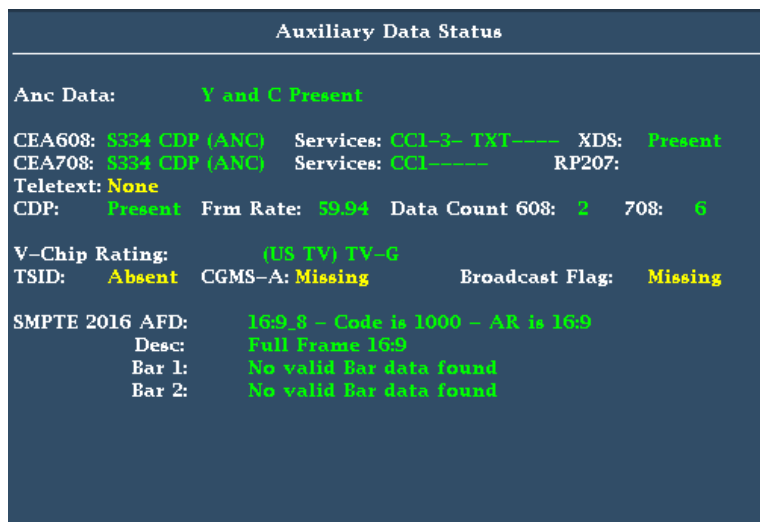 Auxiliary Data Status
Anc Data: Y and C Present
CEA608: S334 CDP (ANC) Services: CC1-3- TXT---- XDS: Present
CEA708: S334 CDP (ANC) Services: CC1----- RP207:
Teletext: None
CDP: Present Frm Rate: 59.94 Data Count 608: 2 708: 6
V-Chip Rating: (US TV) TV-G
TSID: Absent CGMS-A: Missing Broadcast Flag: Missing
SMPTE 2016 AFD: 16:9_8 - Code is 1000 - AR is 16:9
Desc: Full Frame 16:9
Bar 1: No valid Bar data found
Bar 2: No valid Bar data found